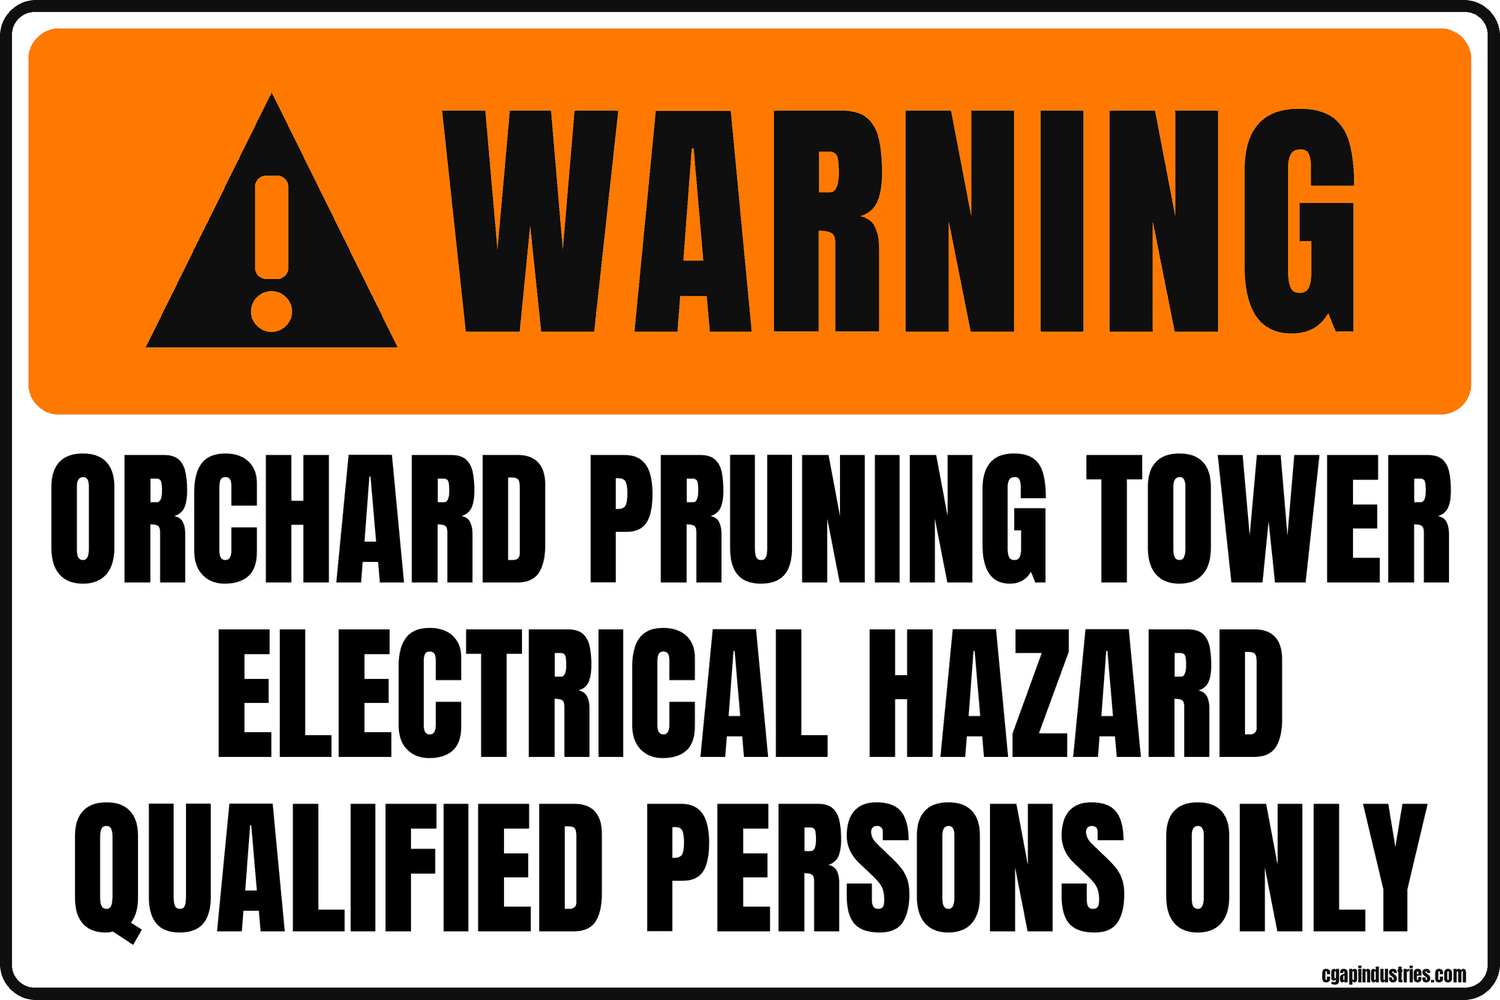 WARNING
ORCHARD PRUNING TOWER
ELECTRICAL HAZARD
QUALIFIED PERSONS ONLY
cgapindustries.com